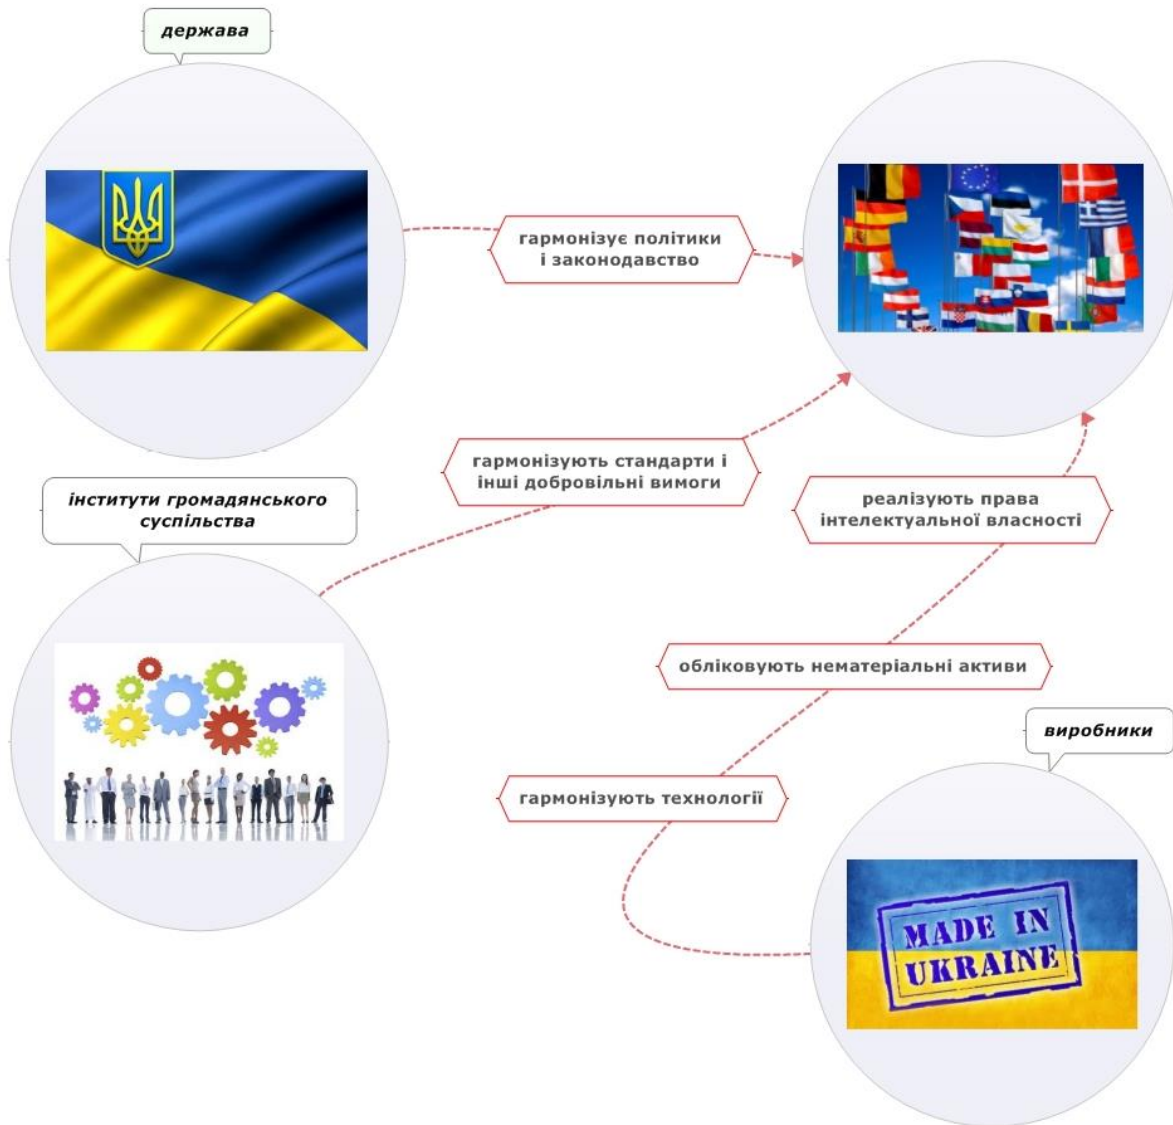 держава
гармонізує політики
і законодавство
гармонізують стандарти і
інші добровільні вимоги
інститути громадянського
суспільства
реалізують права
інтелектуальної власності
обліковують нематеріальні активи
виробники
гармонізують технології
MADE IN
UKRAINE